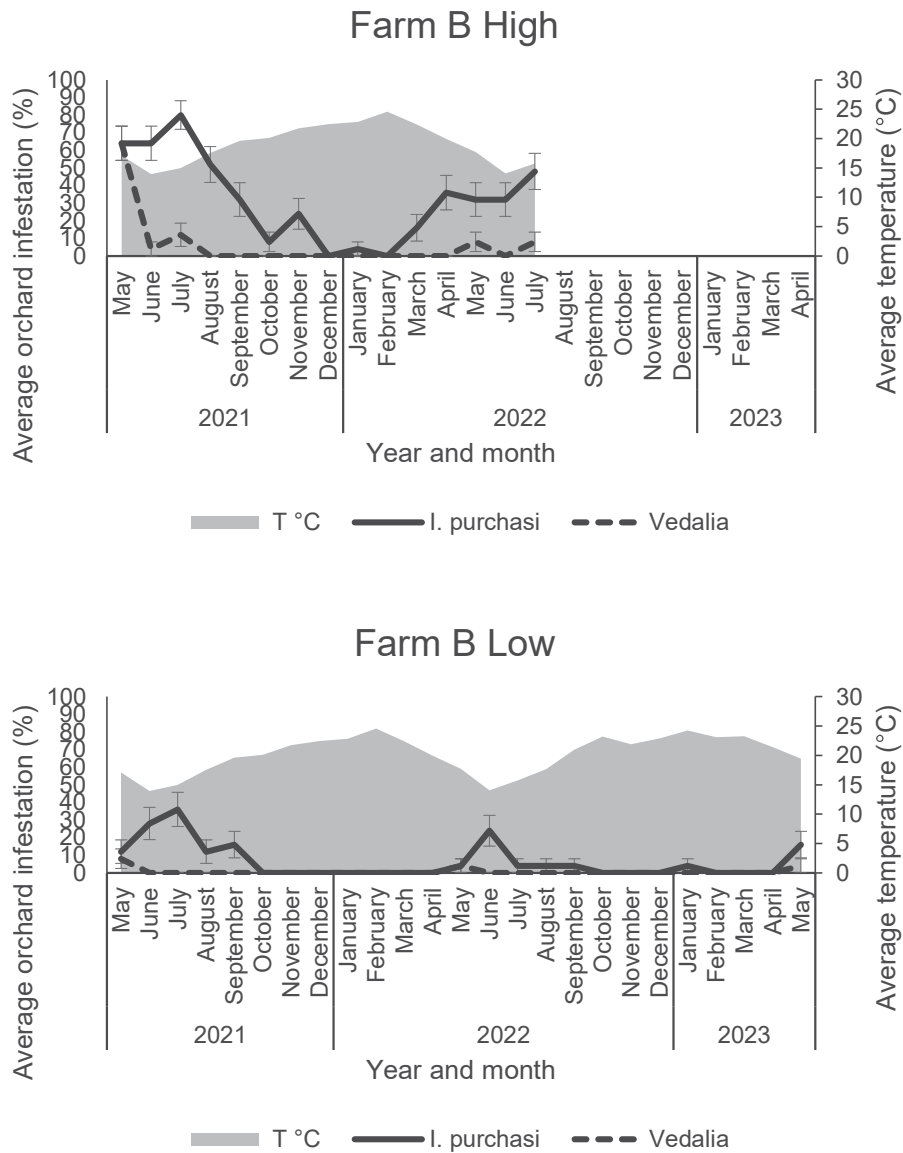 Farm B High
Average orchard infestation (%)
100
90
80
70
60
50
40
30
20
10
0
30
25
20
15
10
5
0
Average temperature (°C)
May
June
July
August
September
October
November
December
January
February
March
April
May
June
July
August
September
October
November
December
January
February
March
April
2021 2022 2023
Year and month
T °C I. purchasi Vedalia
Farm B Low
Average orchard infestation (%)
100
90
80
70
60
50
40
30
20
10
0
30
25
20
15
10
5
0
Average temperature (°C)
May
June
July
August
September
October
November
December
January
February
March
April
May
June
July
August
September
October
November
December
January
February
March
April
May
2021 2022 2023
Year and month
T °C I. purchasi Vedalia